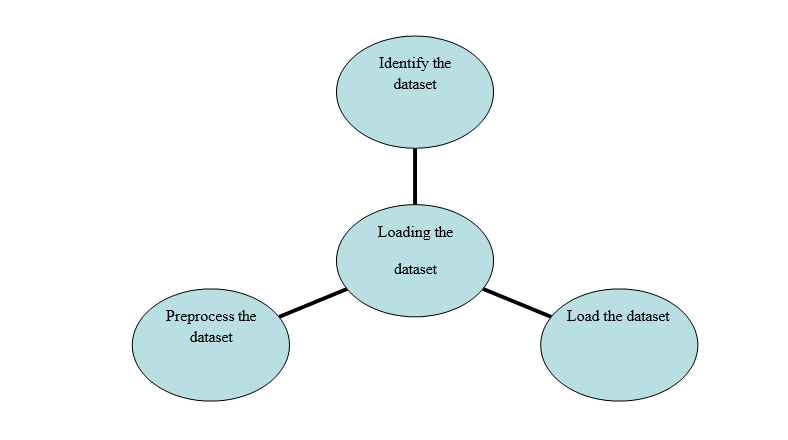 Identify the
dataset
Loading the
dataset
Preprocess the
dataset
Load the dataset